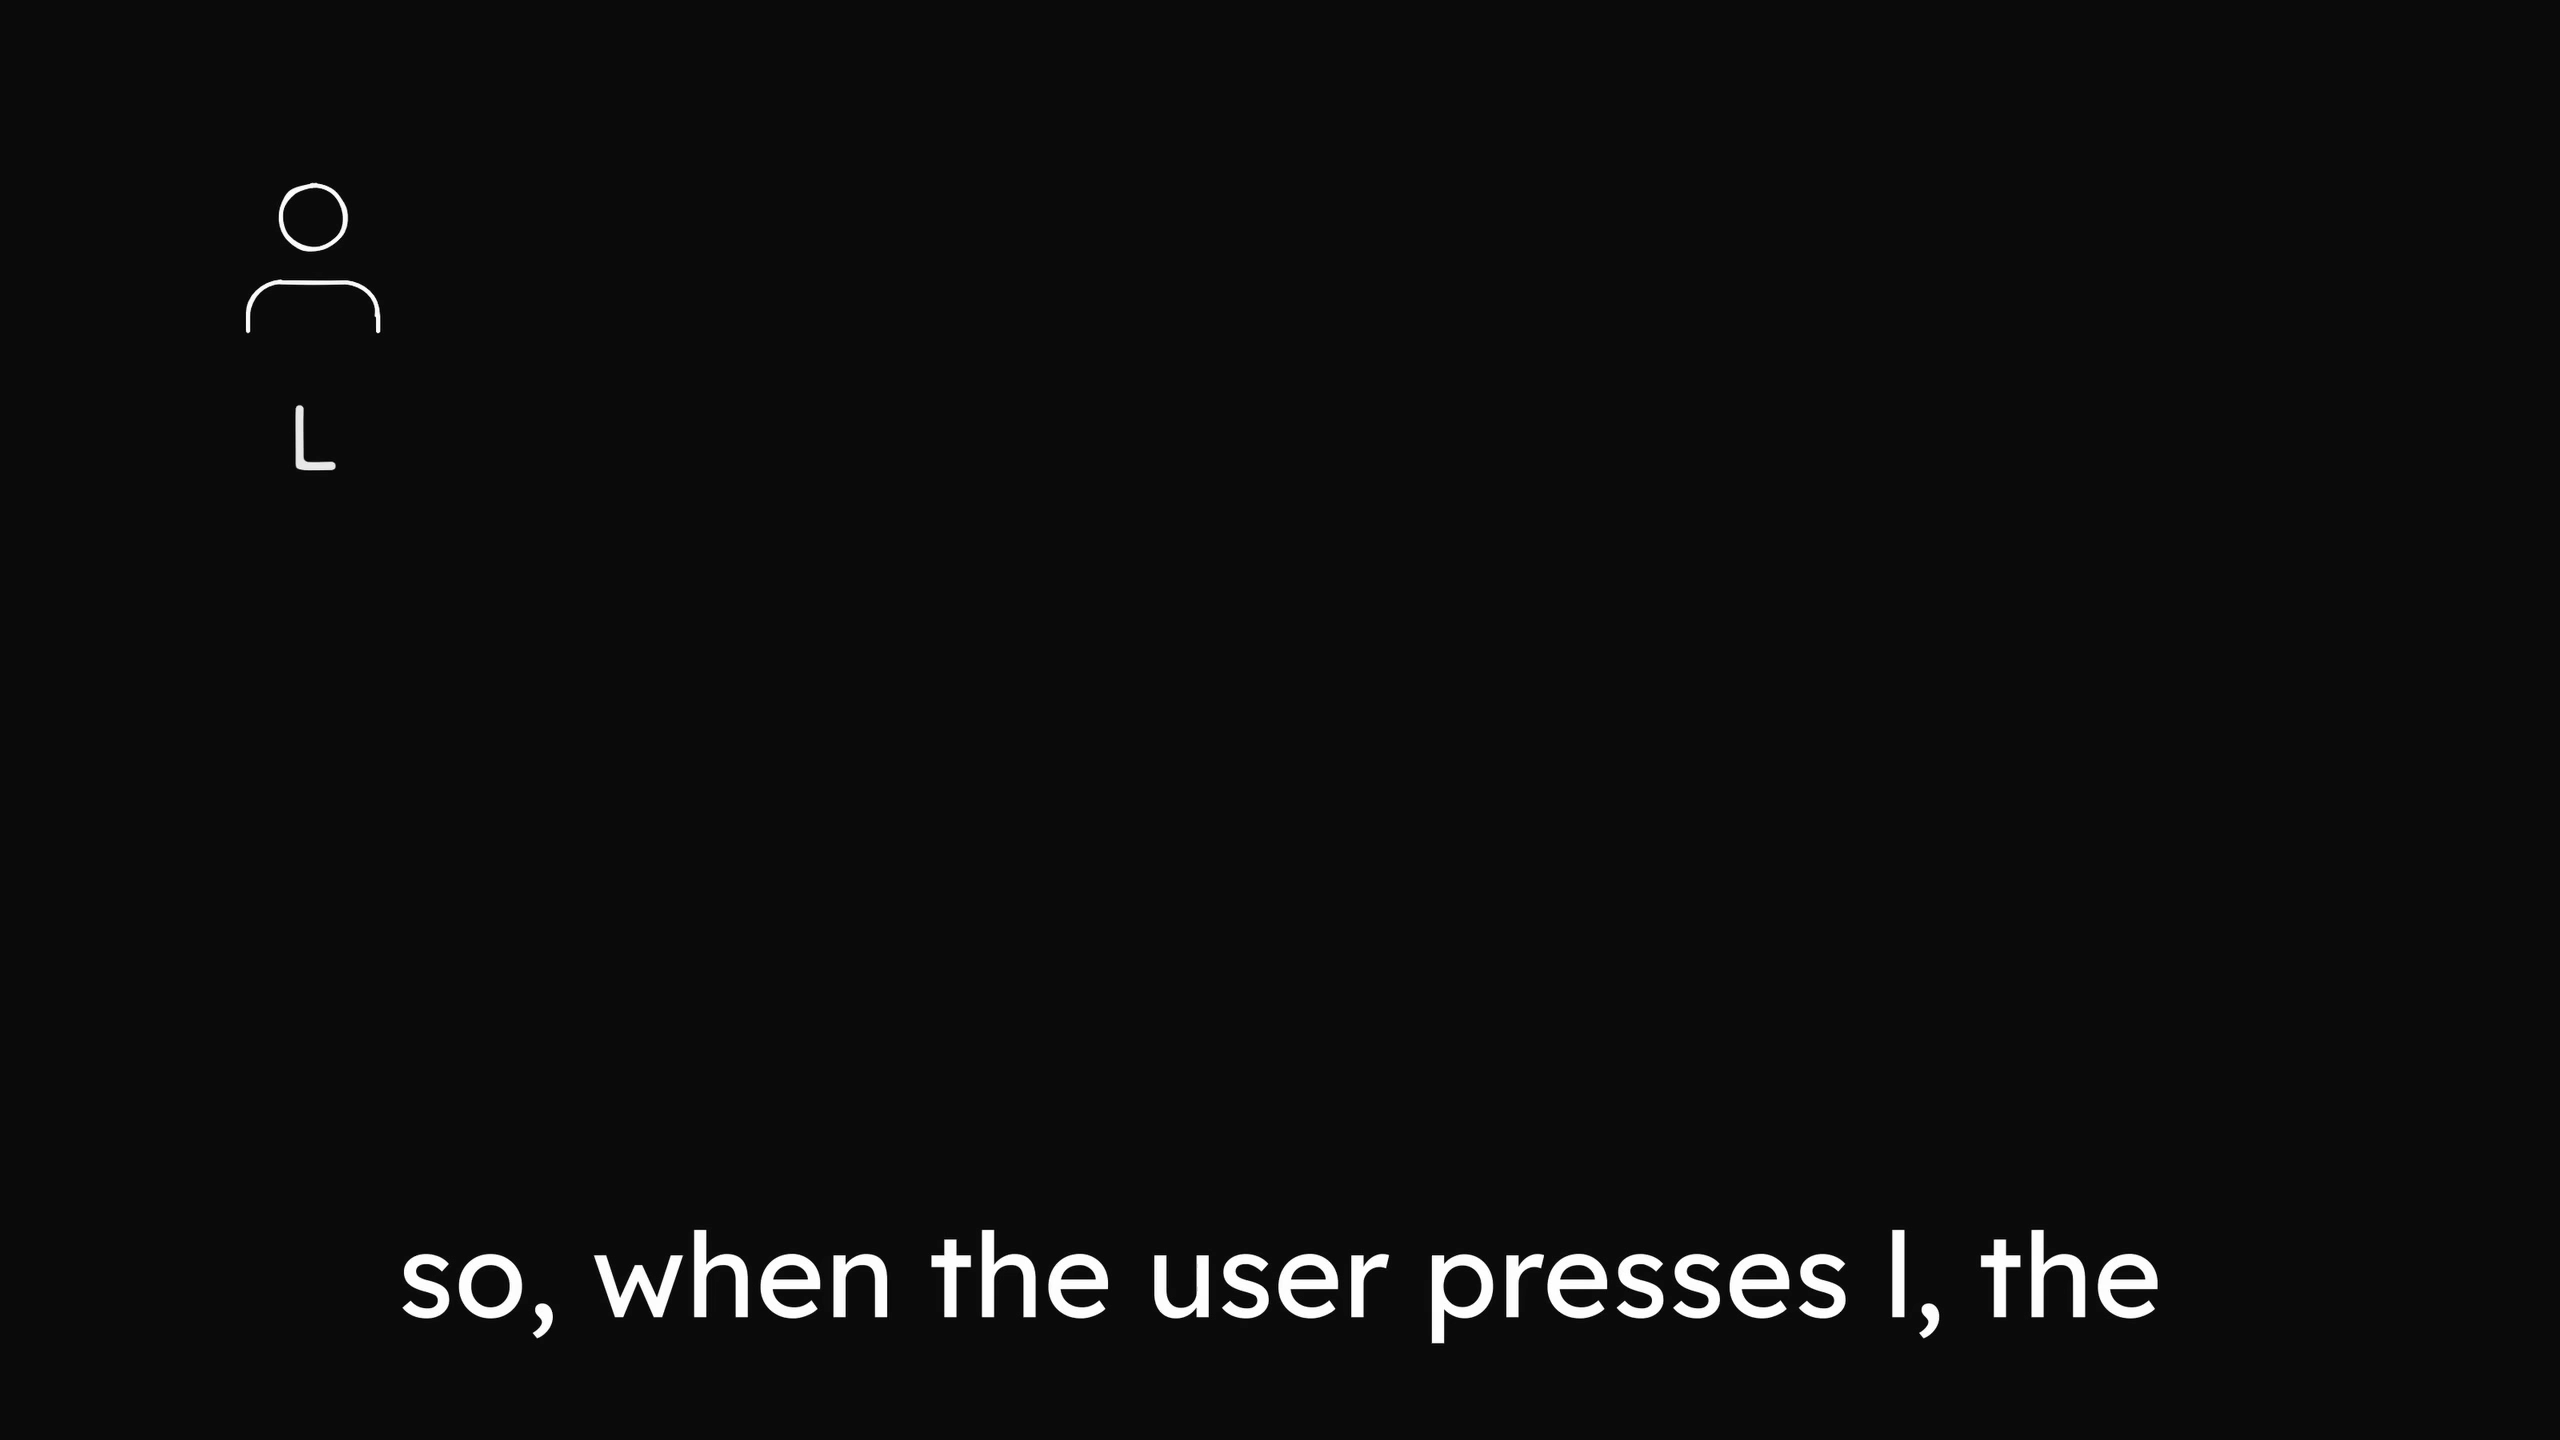 L
so, when the user presses l, the